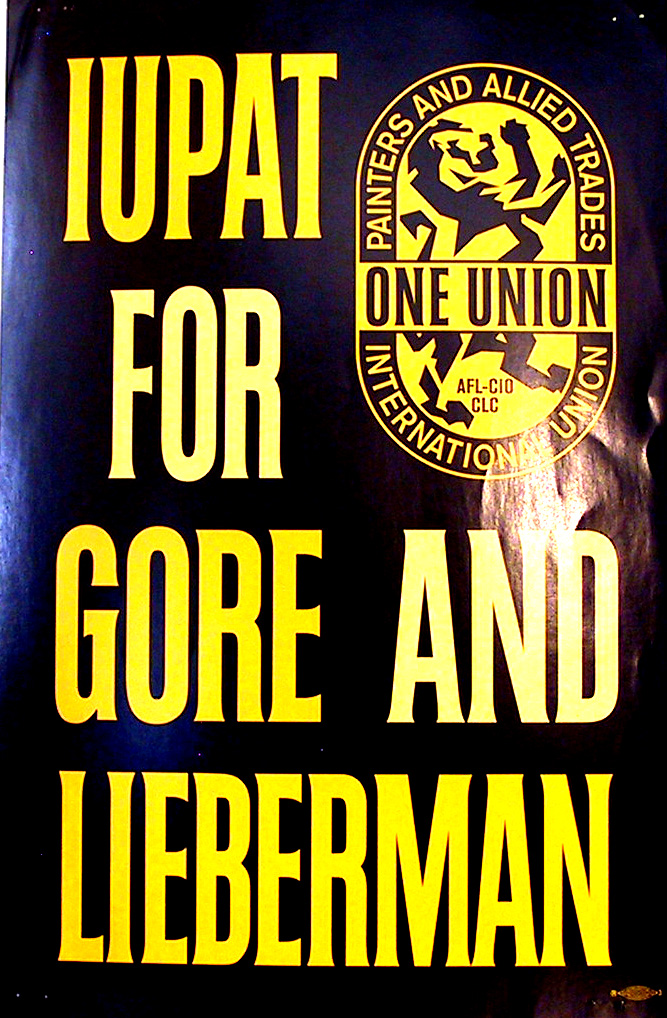 IUPAT
FOR
GORE AND
LIEBERMAN
PAINTERS AND ALLIED TRADES
ONE UNION
AFL-CIO
CLC
INTERNATIONAL UNION